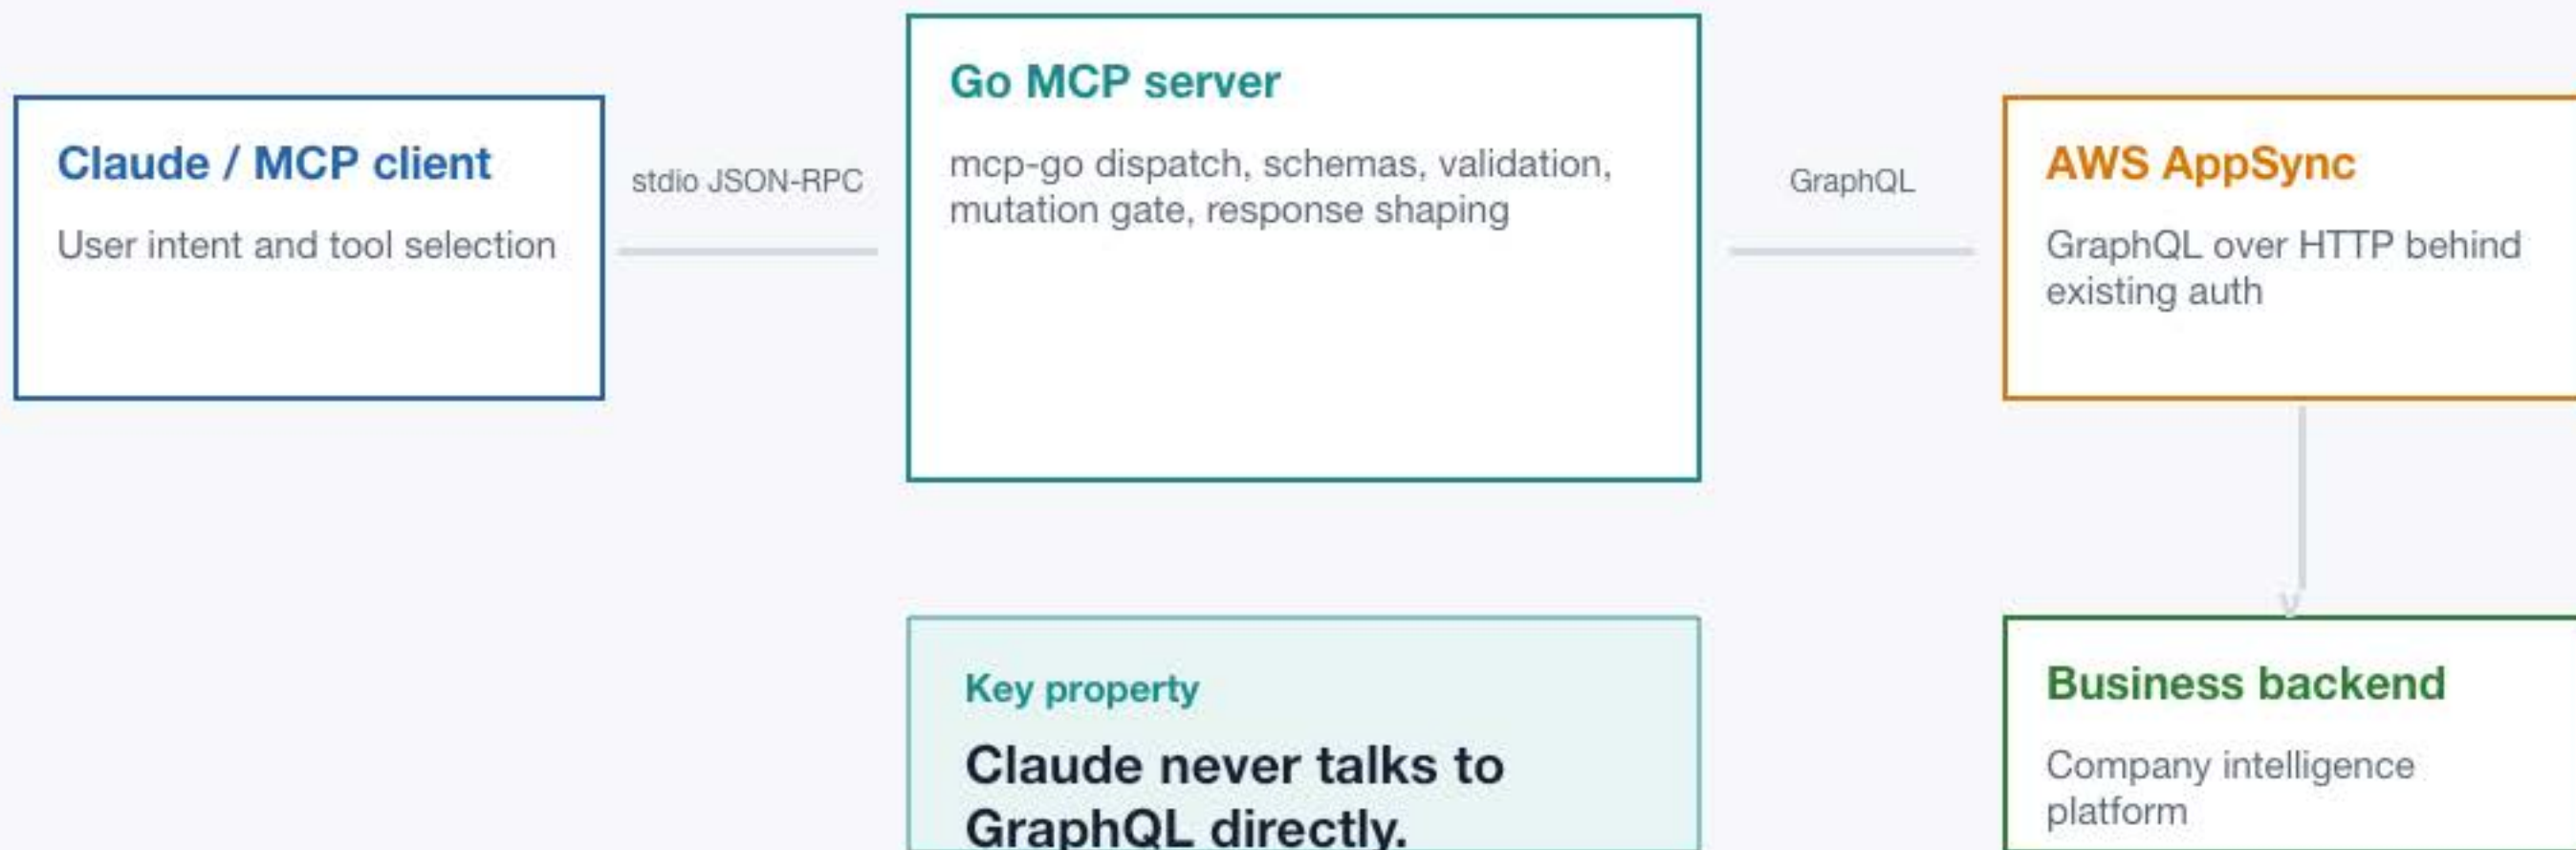 Claude / MCP client
User intent and tool selection
stdio JSON-RPC
Go MCP server
mcp-go dispatch, schemas, validation,
mutation gate, response shaping
GraphQL
AWS AppSync
GraphQL over HTTP behind
existing auth
v
Key property
Claude never talks to
GraphQL directly.
Business backend
Company intelligence
platform